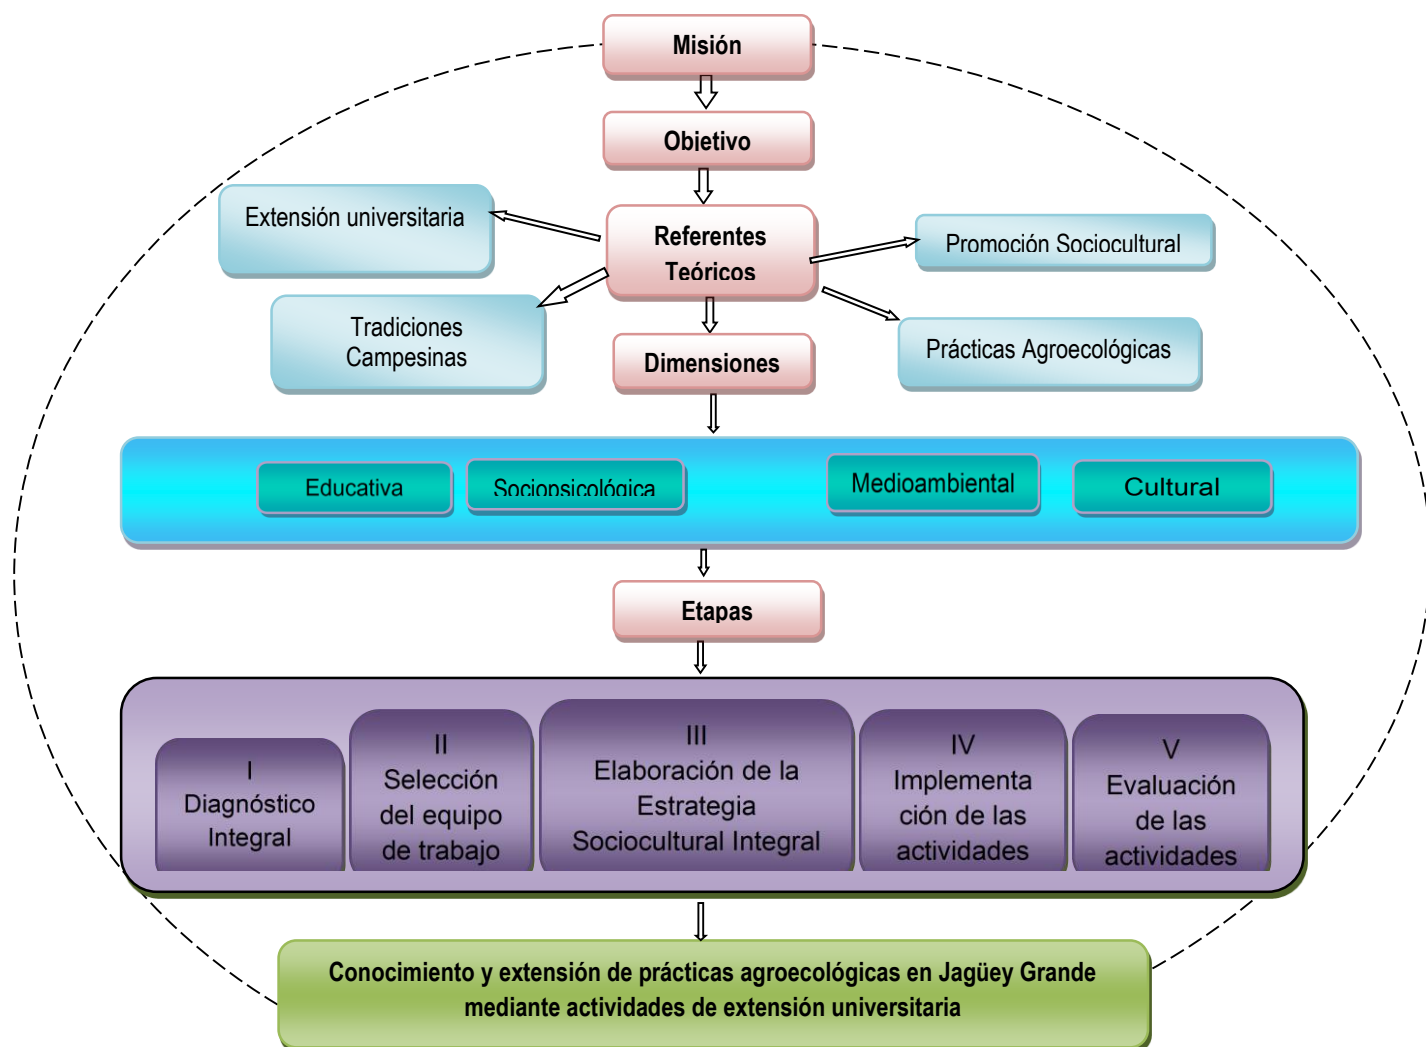 Misión
Objetivo
Extensión universitaria
Referentes
Teóricos
Promoción Sociocultural
Tradiciones
Campesinas
Dimensiones
Prácticas Agroecológicas
Educativa
Sociopsicológica
Medioambiental
Cultural
Etapas
I
Diagnóstico
Integral
II
Selección
del equipo
de trabajo
III
Elaboración de la
Estrategia
Sociocultural Integral
IV
Implementa
ción de las
actividades
V
Evaluación
de las
actividades
Conocimiento y extensión de prácticas agroecológicas en Jagüey Grande
mediante actividades de extensión universitaria